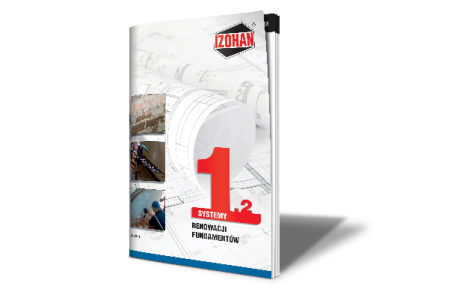 IZOHAN
1.2
SYSTEMY
RENOWACJI
FUNDAMENTÓW